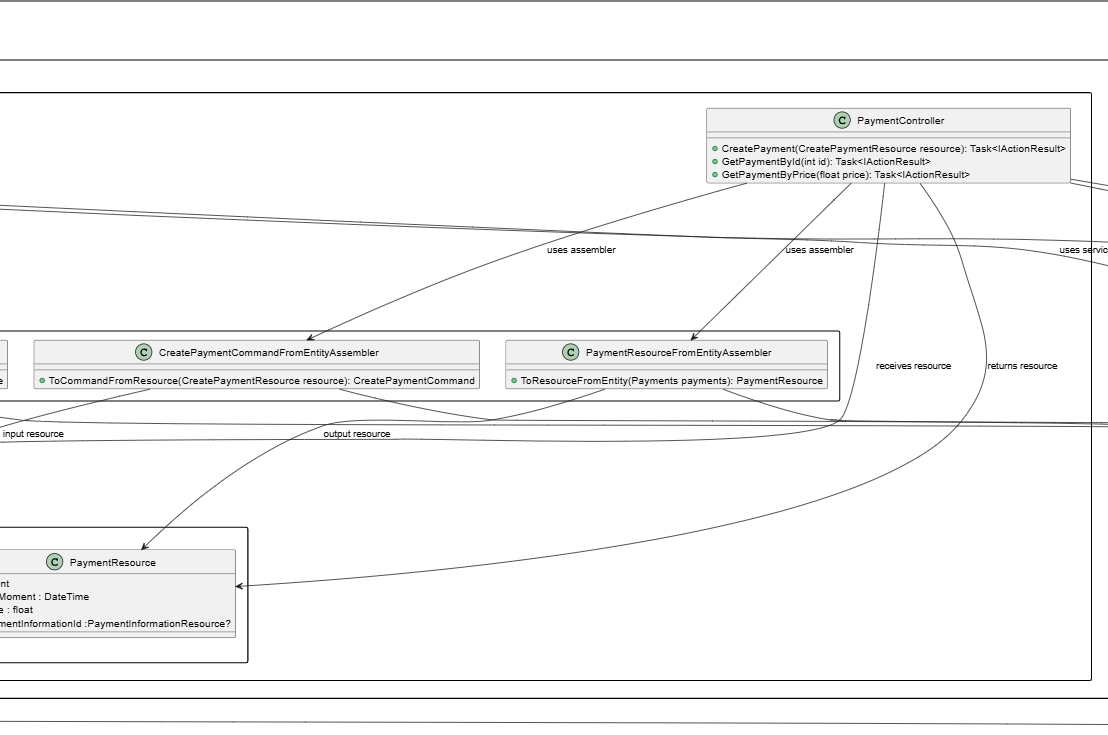 C PaymentController
CreatePayment(CreatePaymentResource resource): Task<IActionResult>
GetPaymentById(int id): Task<IActionResult>
GetPaymentByPrice(float price): Task<IActionResult>
uses assembler
uses assembler
uses servic
C CreatePaymentCommandFromEntityAssembler
ToCommandFromResource(CreatePaymentResource resource): CreatePaymentCommand
C PaymentResourceFromEntityAssembler
ToResourceFromEntity(Payments payments): PaymentResource
e
receives resource
returns resource
input resource
output resource
C PaymentResource
nt
Moment : DateTime
e : float
mentInformationId :PaymentInformationResource?